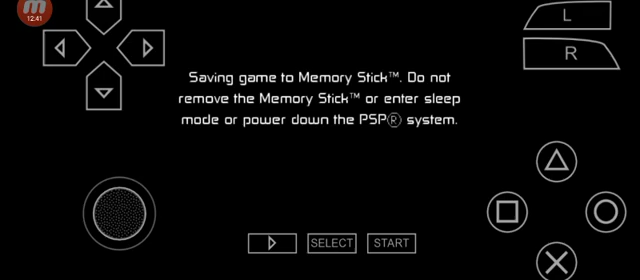 12:41
L
R
Saving game to Memory Stick™. Do not
remove the Memory Stick™ or enter sleep
mode or power down the PSP® system.
SELECT
START